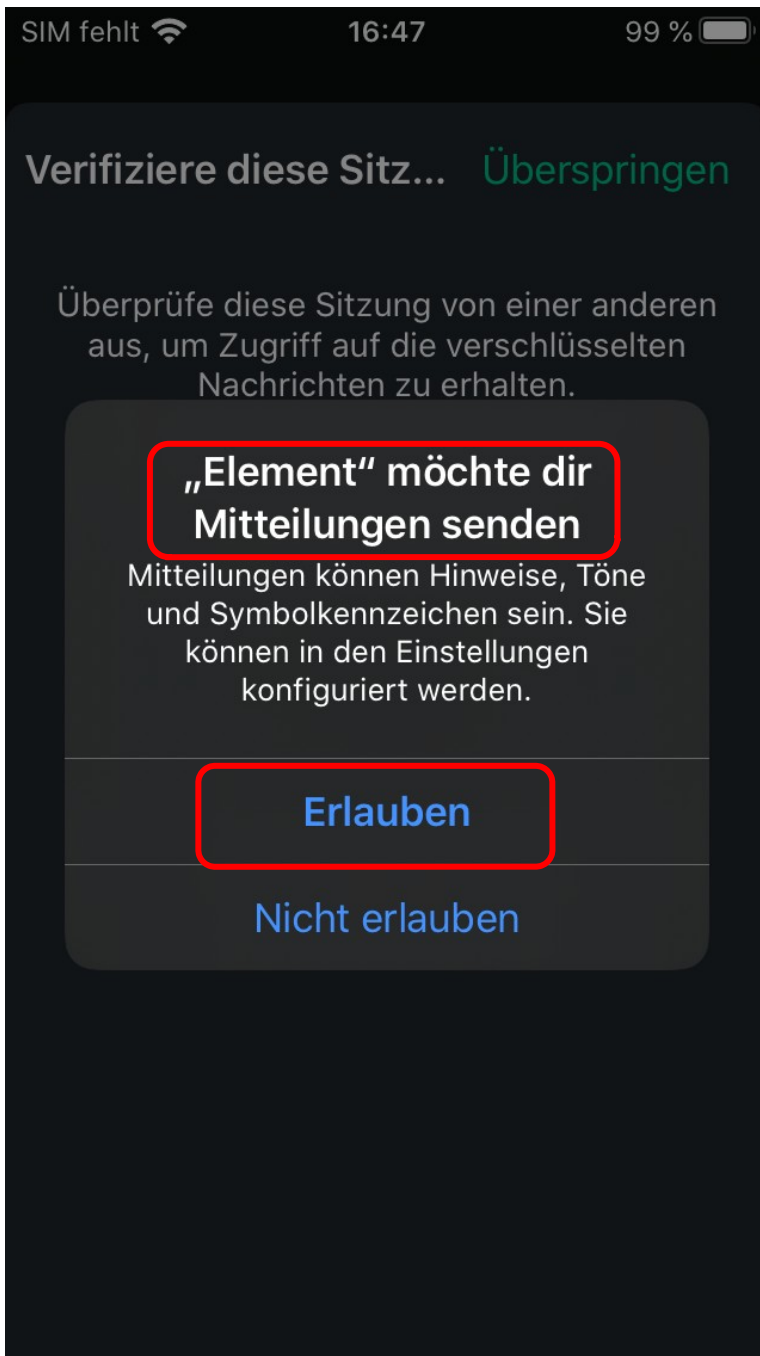 SIM fehlt 16:47 99 %
Verifiziere diese Sitz... Überspringen
Überprüfe diese Sitzung von einer anderen
aus, um Zugriff auf die verschlüsselten
Nachrichten zu erhalten.
„Element“ möchte dir
Mitteilungen senden
Mitteilungen können Hinweise, Töne
und Symbolkennzeichen sein. Sie
können in den Einstellungen
konfiguriert werden.
Erlauben
Nicht erlauben